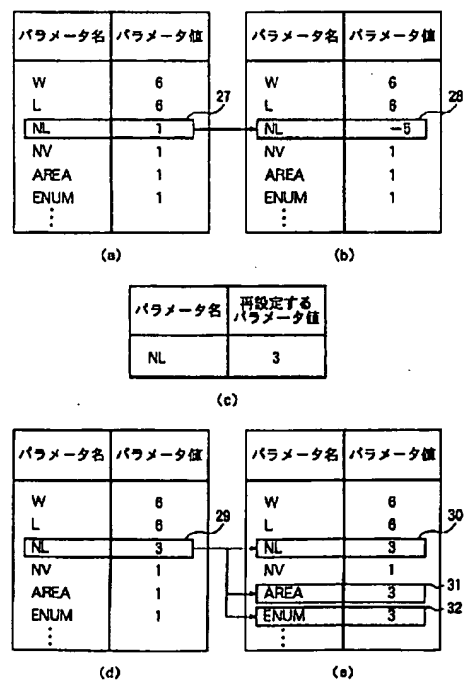 パラメータ名 パラメータ値 パラメータ名 パラメータ値
W 6 W 6
L 6 27 L 6 28
NL 1 NL −5
NV 1 NV 1
AREA 1 AREA 1
ENUM 1 ENUM 1
⋮ ⋮
(a) (b)
パラメータ名 再設定する
パラメータ値
NL 3
(c)
パラメータ名 パラメータ値 パラメータ名 パラメータ値
W 6 W 6
L 6 29 L 6 30
NL 3 NL 3
NV 1 NV 1 31
AREA 1 AREA 3 32
ENUM 1 ENUM 3
⋮ ⋮
(d) (e)